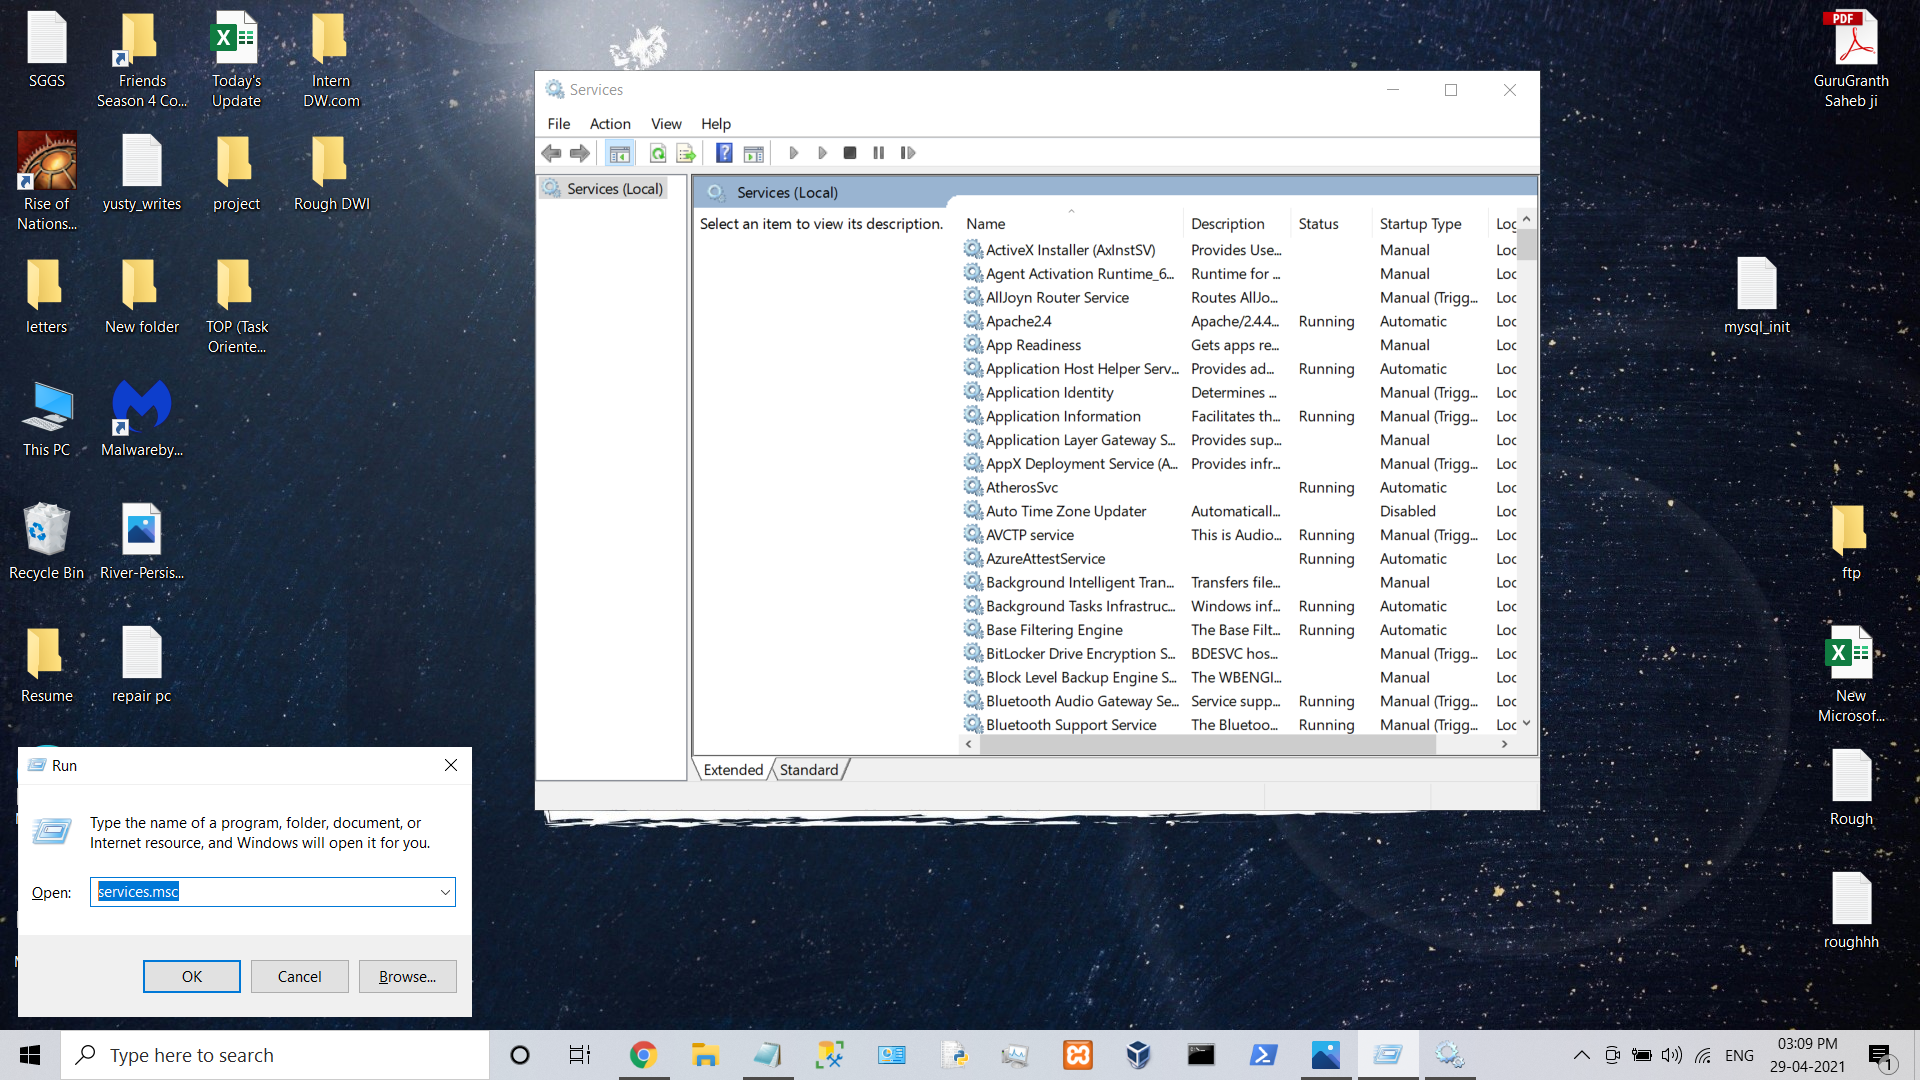 SGGS
Friends
Season 4 Co...
Today's
Update
Intern
DW.com
Rise of
Nations...
yusty_writes
project
Rough DWI
letters
New folder
TOP (Task
Oriente...
This PC
Malwareby...
Recycle Bin
River-Persis...
Resume
repair pc
PDF
GuruGranth
Saheb ji
mysql_init
ftp
New
Microsof...
Rough
roughhh
Services
File Action View Help
Services (Local)
Services (Local)
Select an item to view its description.
Name Description Status Startup Type Log
ActiveX Installer (AxInstSV) Provides Use... Manual Loc
Agent Activation Runtime_6... Runtime for ... Manual Loc
AllJoyn Router Service Routes AllJo... Manual (Trigg... Loc
Apache2.4 Apache/2.4.4... Running Automatic Loc
App Readiness Gets apps re... Manual Loc
Application Host Helper Serv... Provides ad... Running Automatic Loc
Application Identity Determines ... Manual (Trigg... Loc
Application Information Facilitates th... Running Manual (Trigg... Loc
Application Layer Gateway S... Provides sup... Manual Loc
AppX Deployment Service (A... Provides infr... Manual (Trigg... Loc
AtherosSvc Running Automatic Loc
Auto Time Zone Updater Automaticall... Disabled Loc
AVCTP service This is Audio... Running Manual (Trigg... Loc
AzureAttestService Running Automatic Loc
Background Intelligent Tran... Transfers file... Manual Loc
Background Tasks Infrastruc... Windows inf... Running Automatic Loc
Base Filtering Engine The Base Filt... Running Automatic Loc
BitLocker Drive Encryption S... BDESVC hos... Manual (Trigg... Loc
Block Level Backup Engine S... The WBENGI... Manual Loc
Bluetooth Audio Gateway Se... Service supp... Running Manual (Trigg... Loc
Bluetooth Support Service The Bluetoo... Running Manual (Trigg... Loc
Extended Standard
Run
Type the name of a program, folder, document, or
Internet resource, and Windows will open it for you.
Open: services.msc
OK Cancel Browse...
Type here to search
ENG
03:09 PM
29-04-2021
1